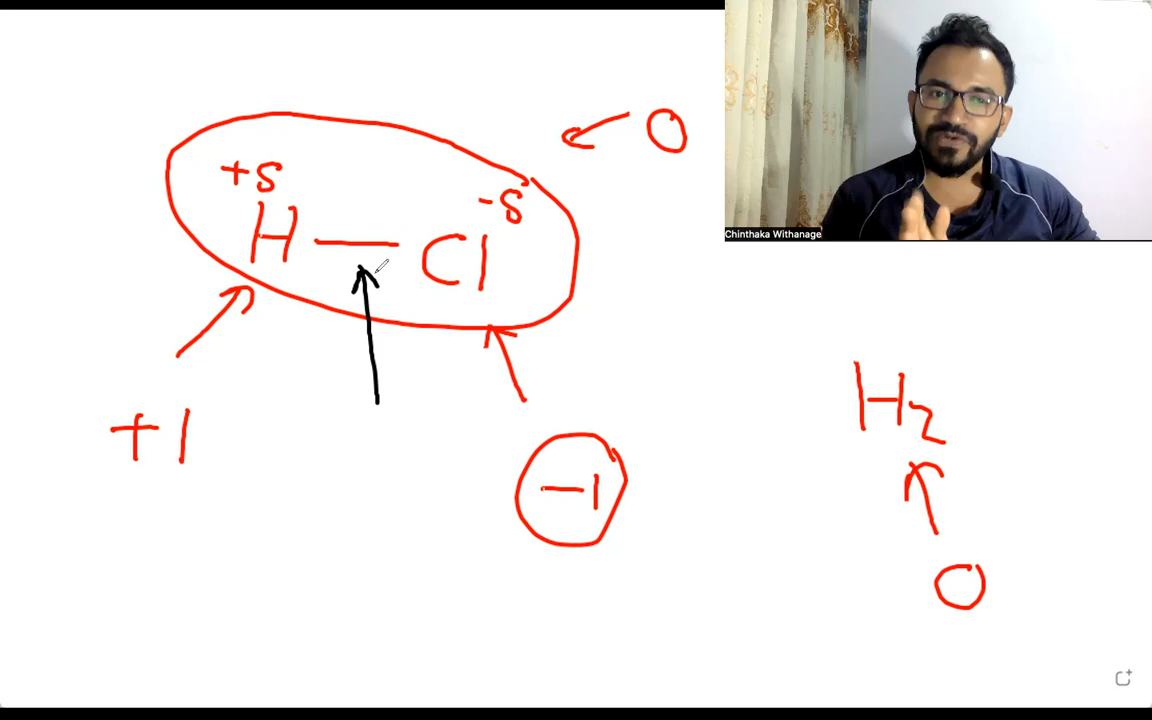 0
+δ
-δ
H — Cl
Chinthaka Withanage
+1
-1
H2
0